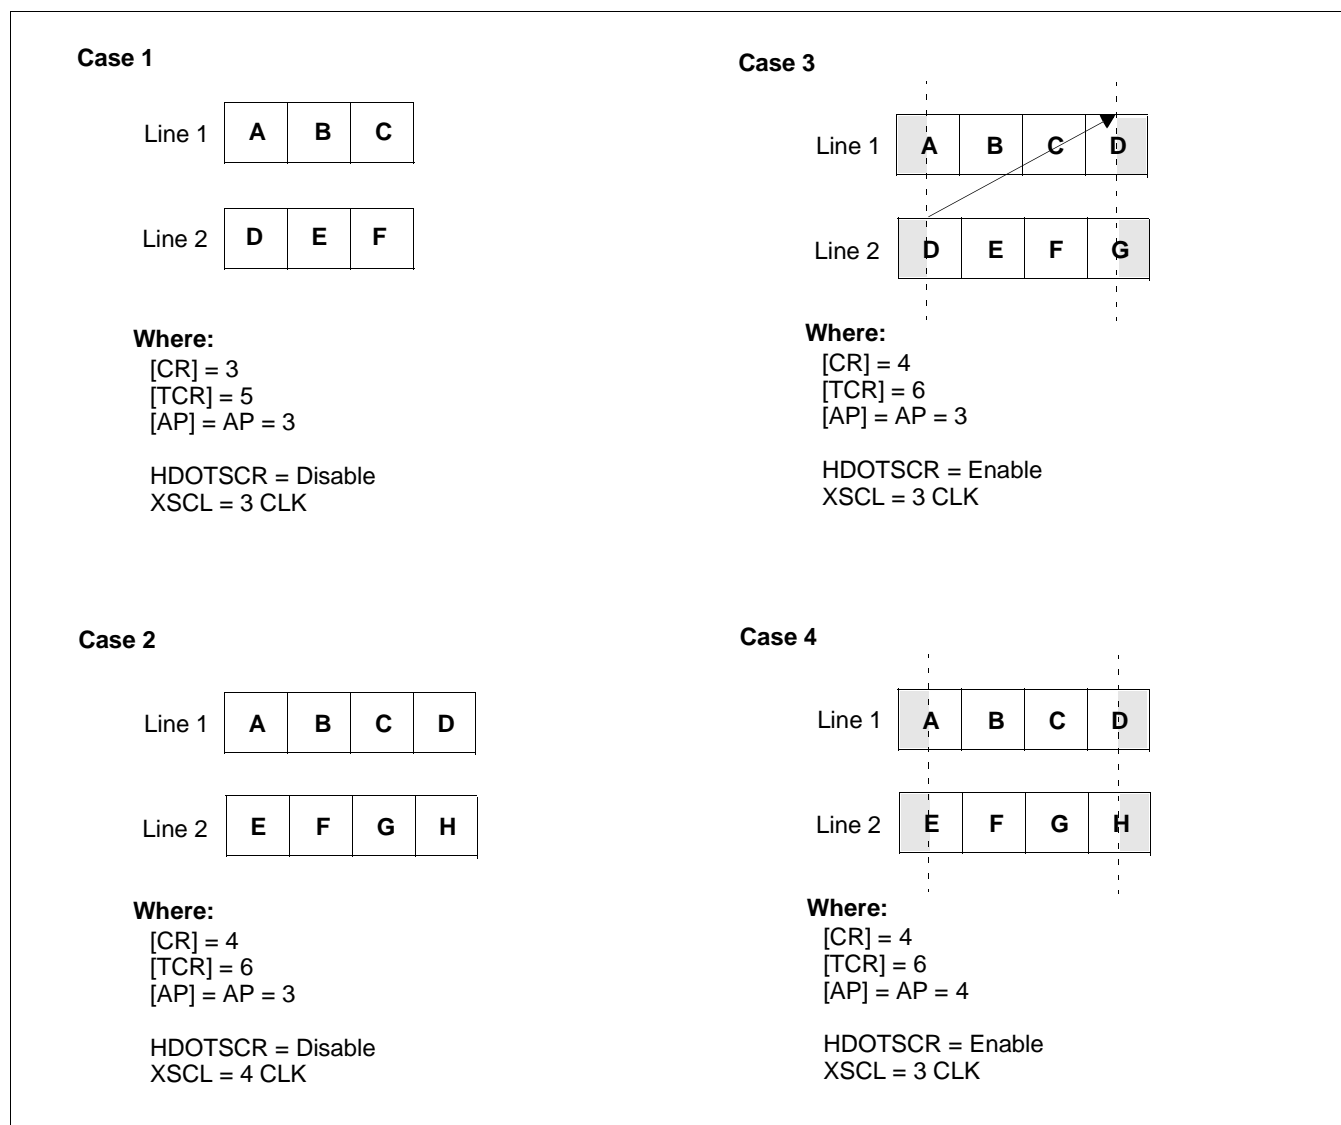 Case 1
Line 1 A B C
Line 2 D E F
Where:
[CR] = 3
[TCR] = 5
[AP] = AP = 3
HDOTSCR = Disable
XSCL = 3 CLK
Case 3
Line 1 A B C D
Line 2 D E F G
Where:
[CR] = 4
[TCR] = 6
[AP] = AP = 3
HDOTSCR = Enable
XSCL = 3 CLK
Case 2
Line 1 A B C D
Line 2 E F G H
Where:
[CR] = 4
[TCR] = 6
[AP] = AP = 3
HDOTSCR = Disable
XSCL = 4 CLK
Case 4
Line 1 A B C D
Line 2 E F G H
Where:
[CR] = 4
[TCR] = 6
[AP] = AP = 4
HDOTSCR = Enable
XSCL = 3 CLK